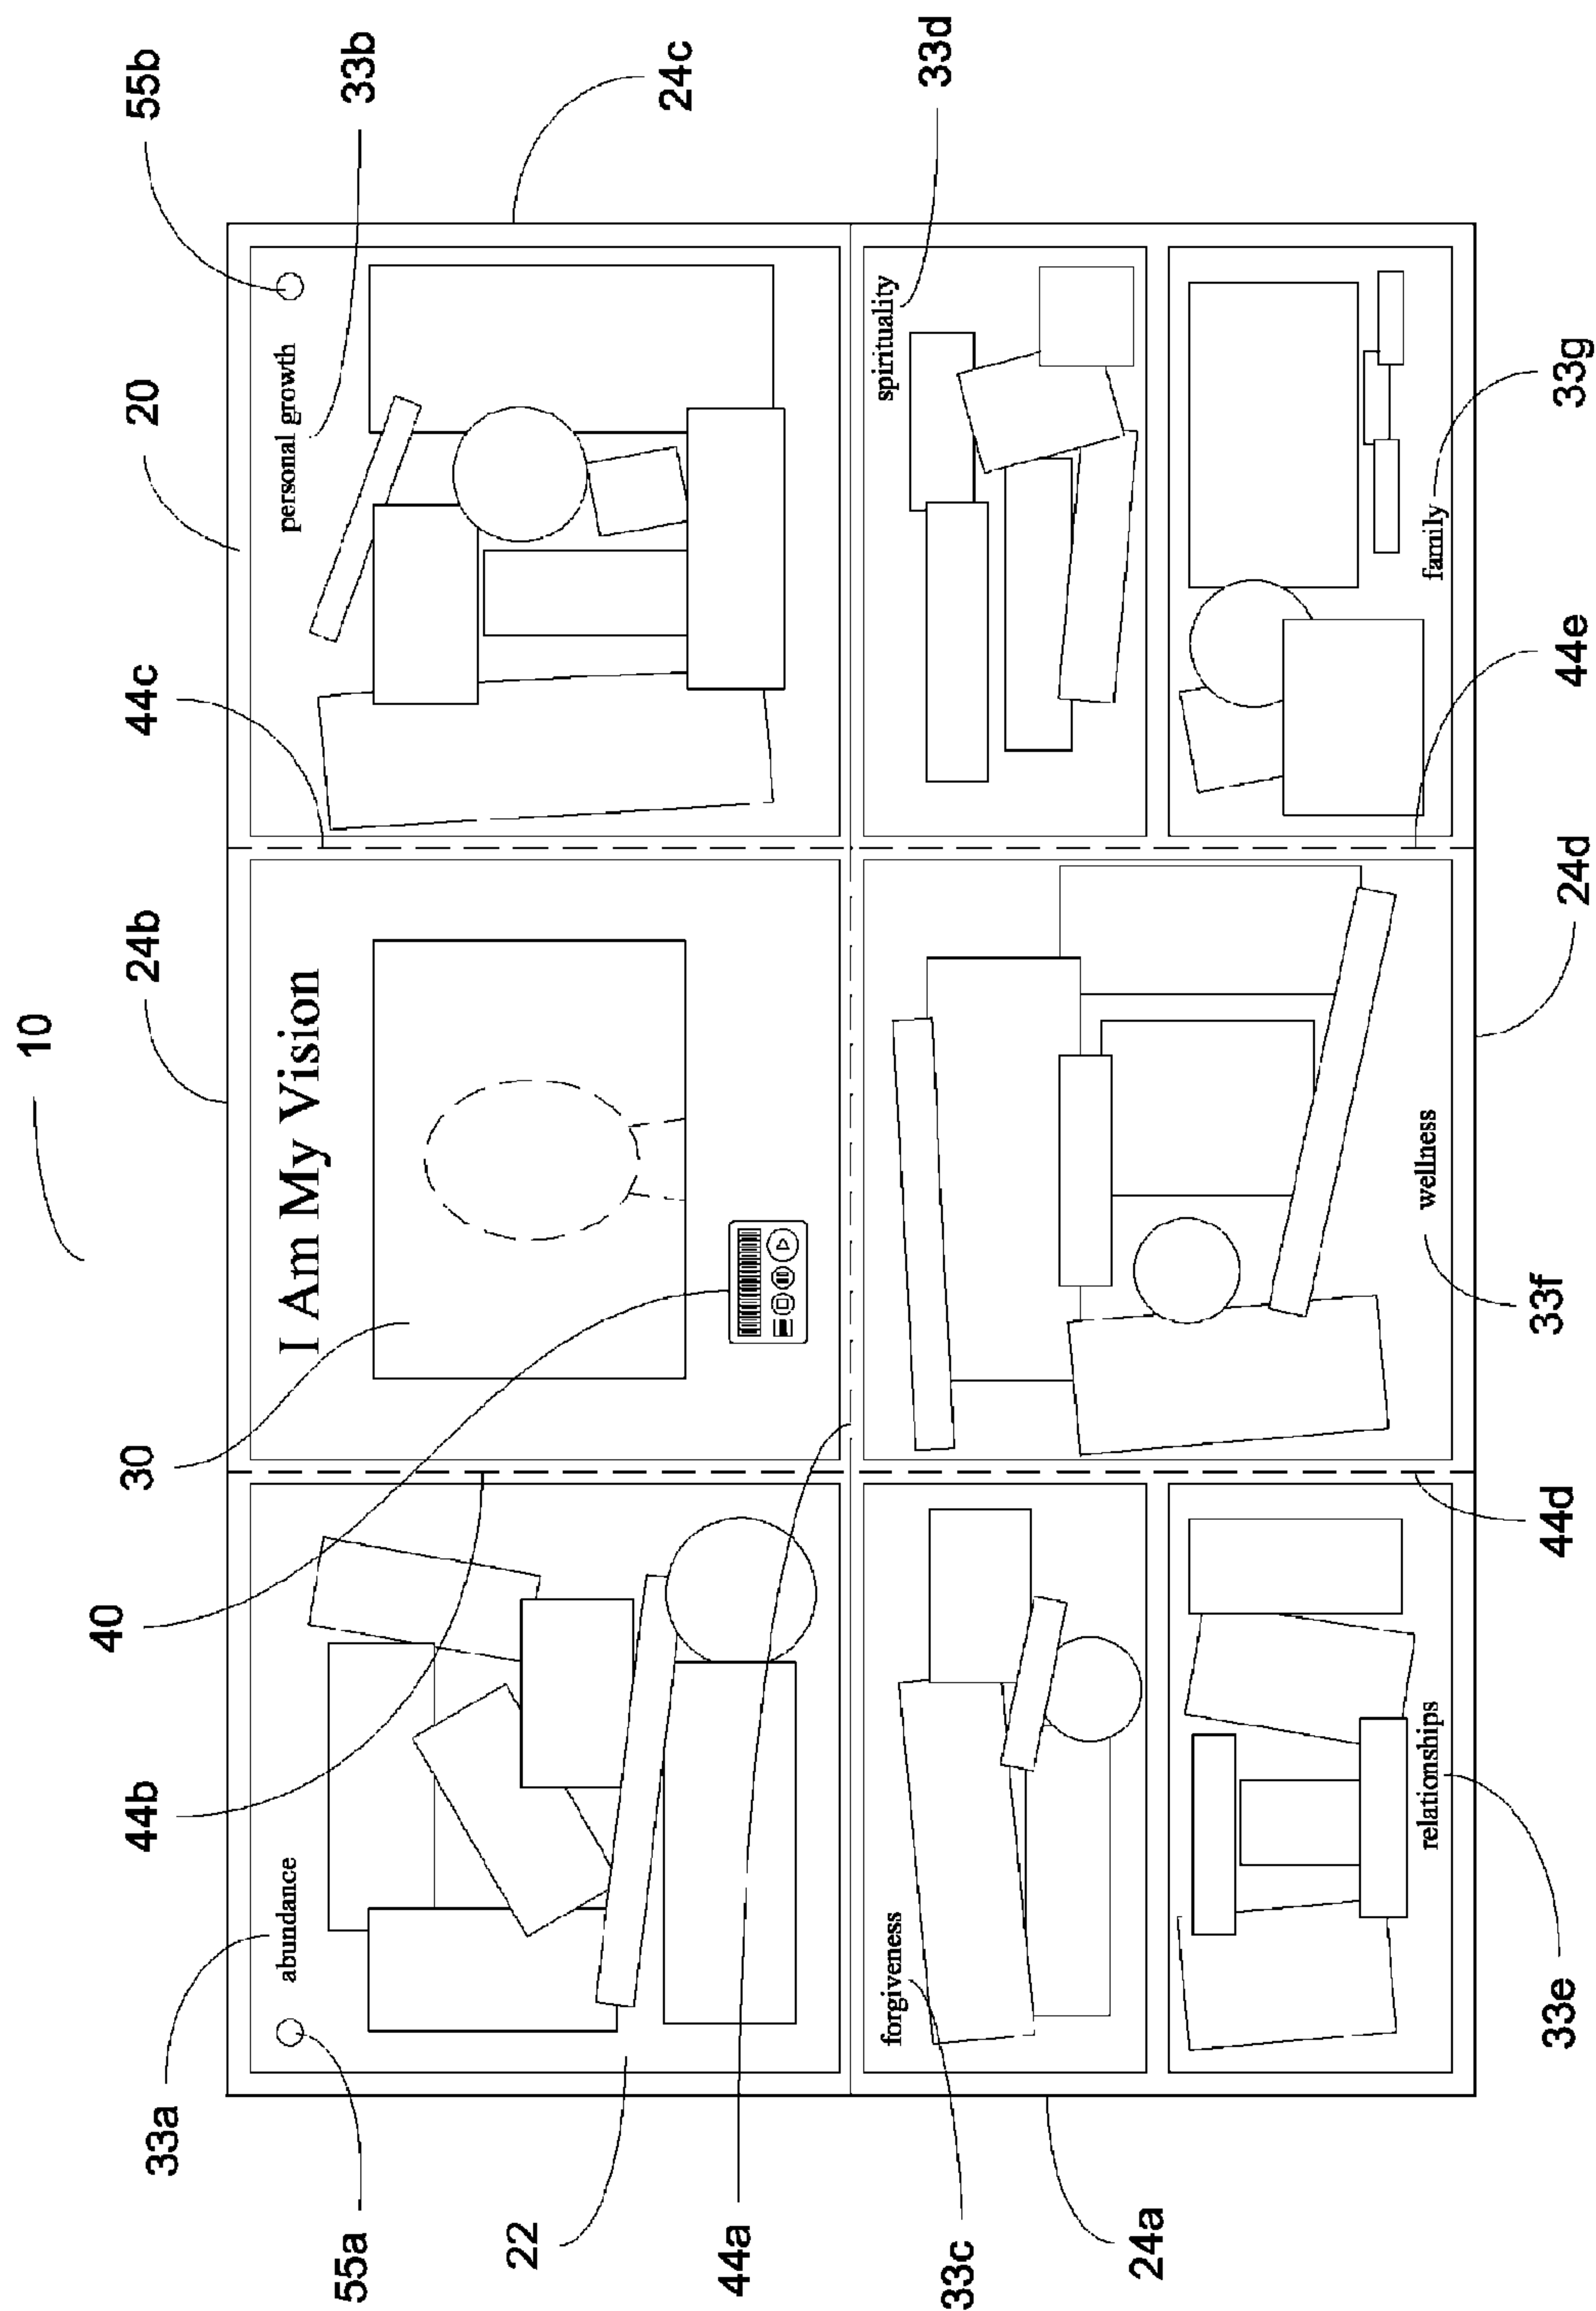 10
55a
33a
44b
40
30
24b
44c
20
55b
33b
24c
33d
22
44a
33c
24a
abundance
I Am My Vision
personal growth
forgiveness
spirituality
relationships
wellness
family
33e
44d
33f
24d
44e
33g